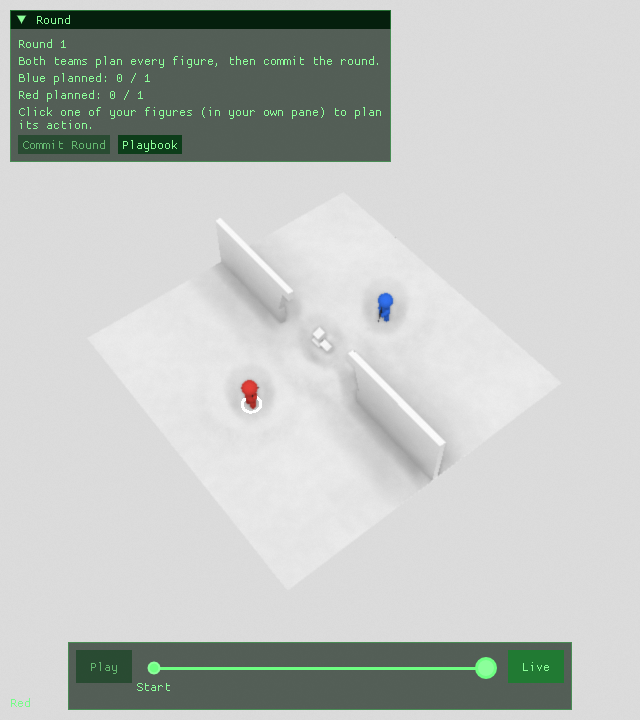 Round
Round 1
Both teams plan every figure, then commit the round.
Blue planned: 0 / 1
Red planned: 0 / 1
Click one of your figures (in your own pane) to plan
its action.
Commit Round Playbook
Play Live
Start
Red